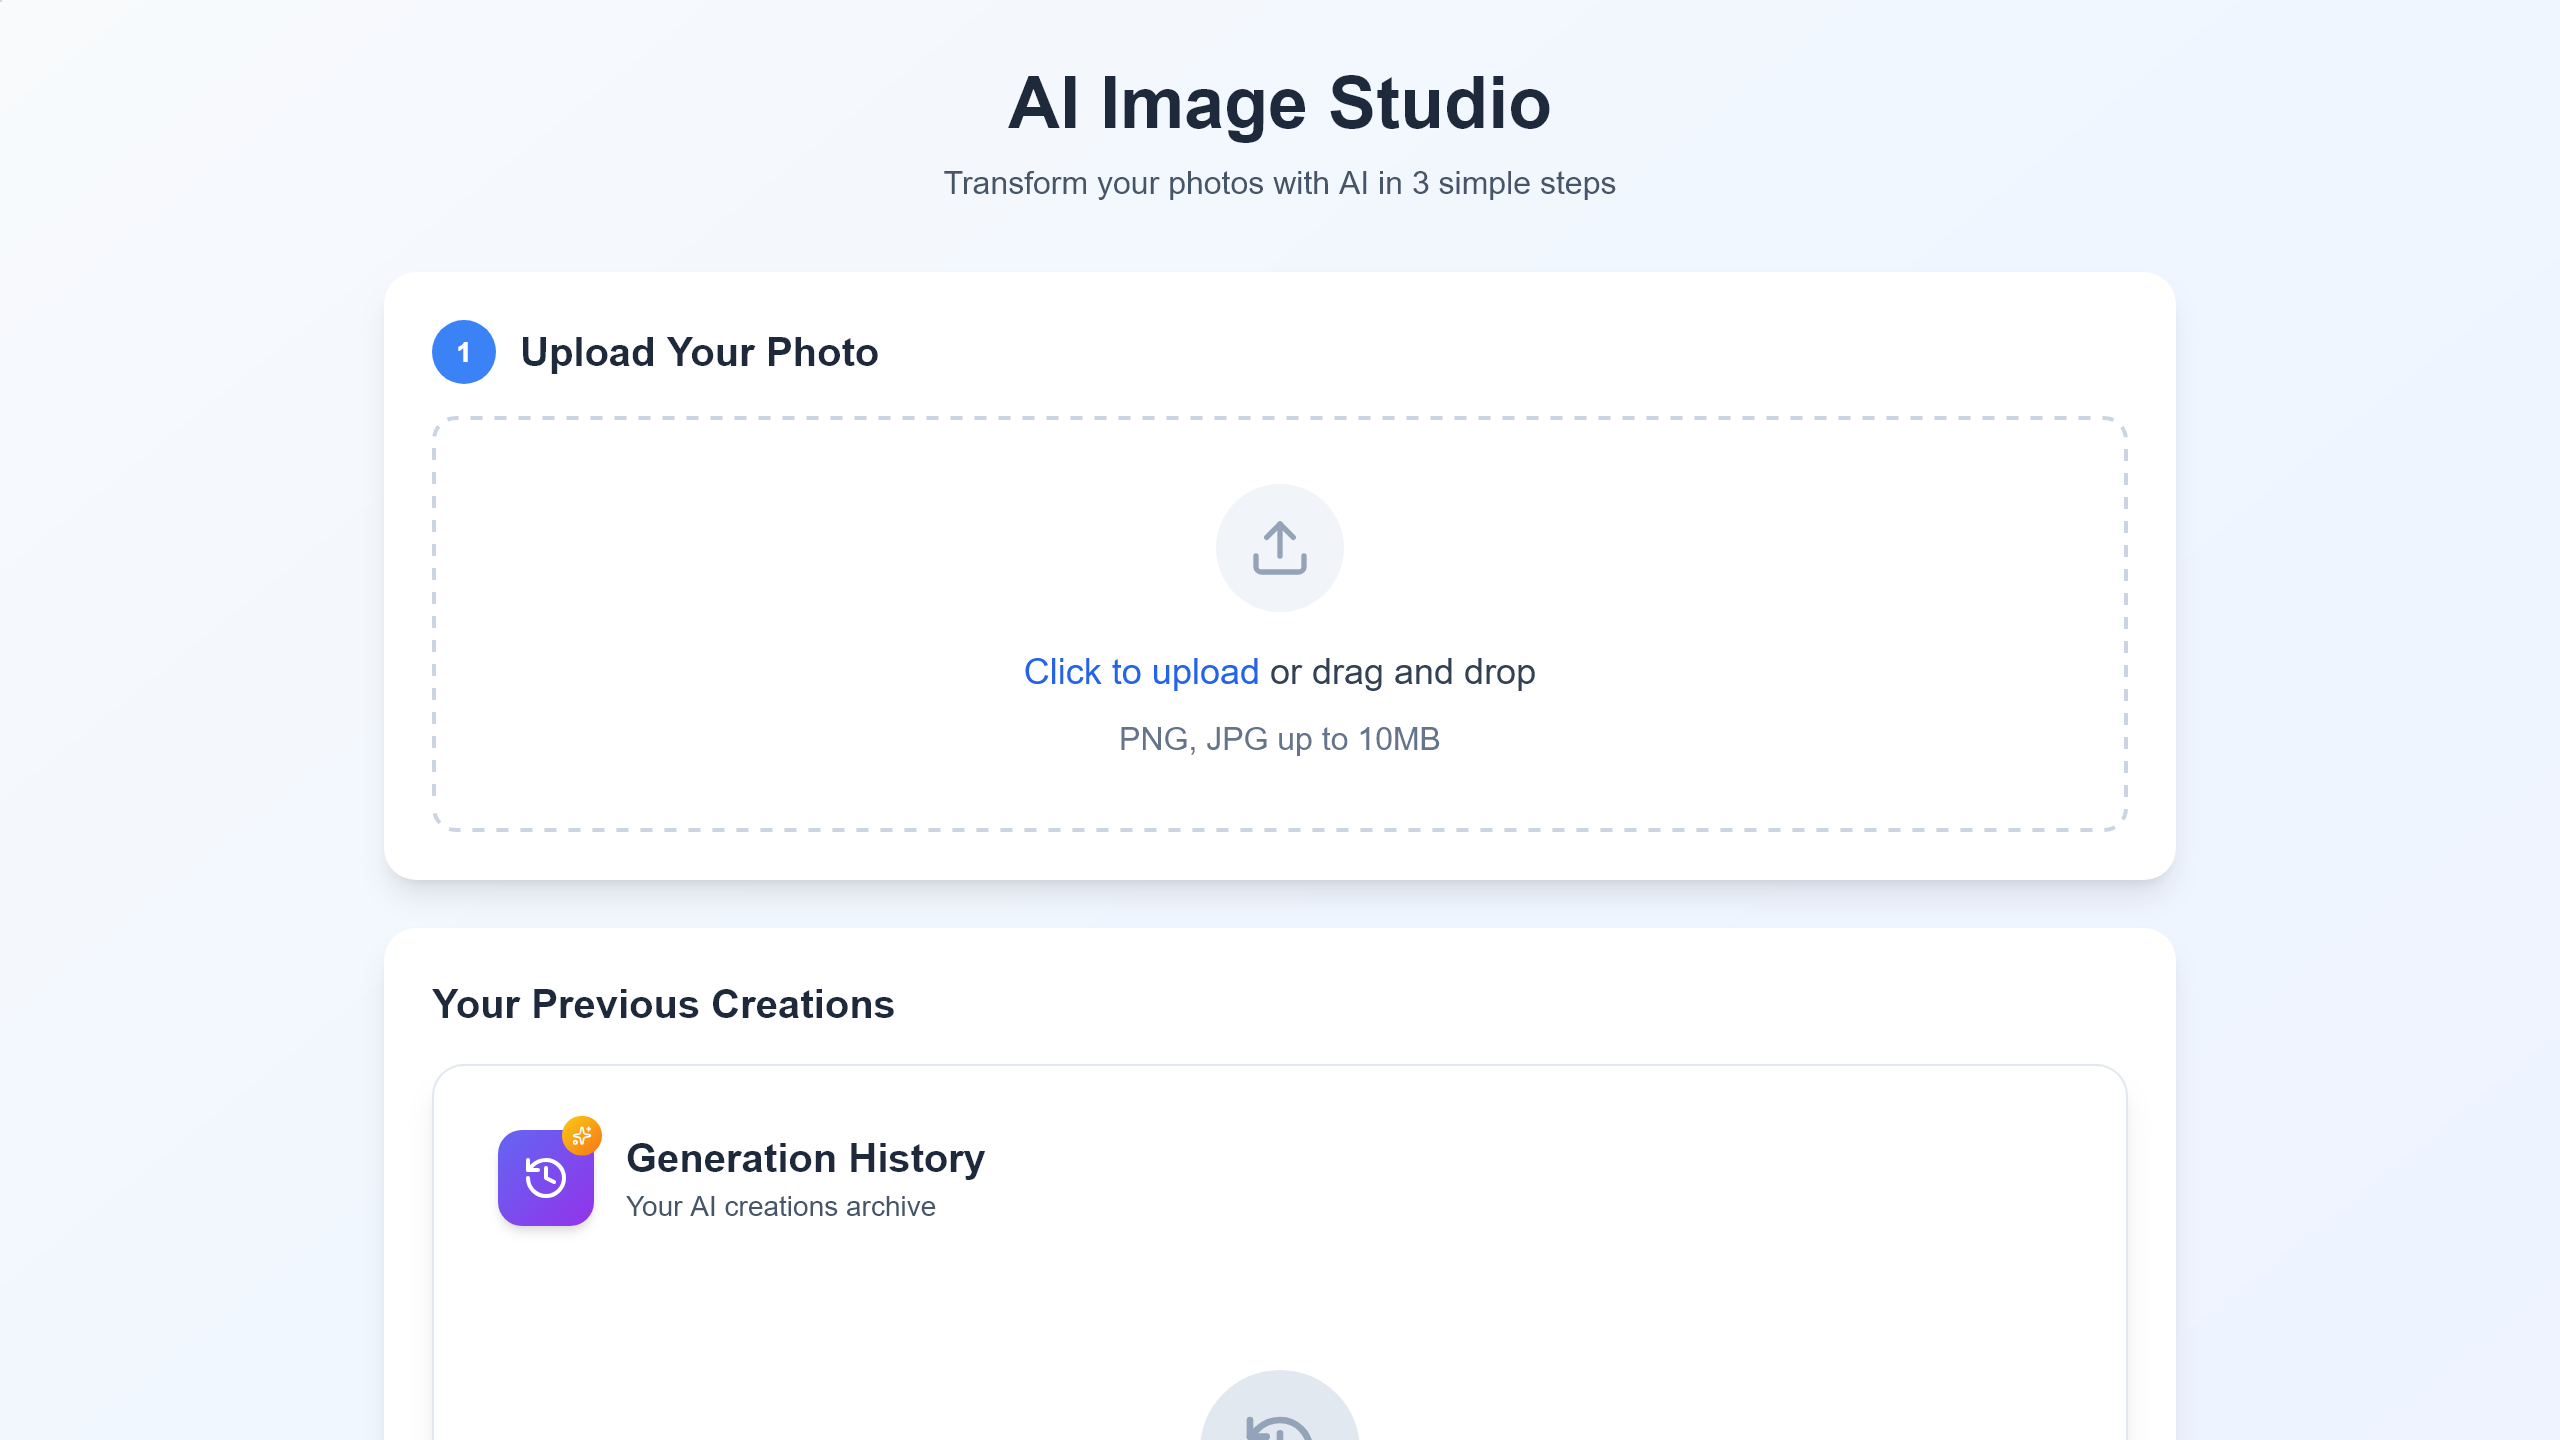 AI Image Studio
Transform your photos with AI in 3 simple steps
1 Upload Your Photo
Click to upload or drag and drop
PNG, JPG up to 10MB
Your Previous Creations
Generation History
Your AI creations archive